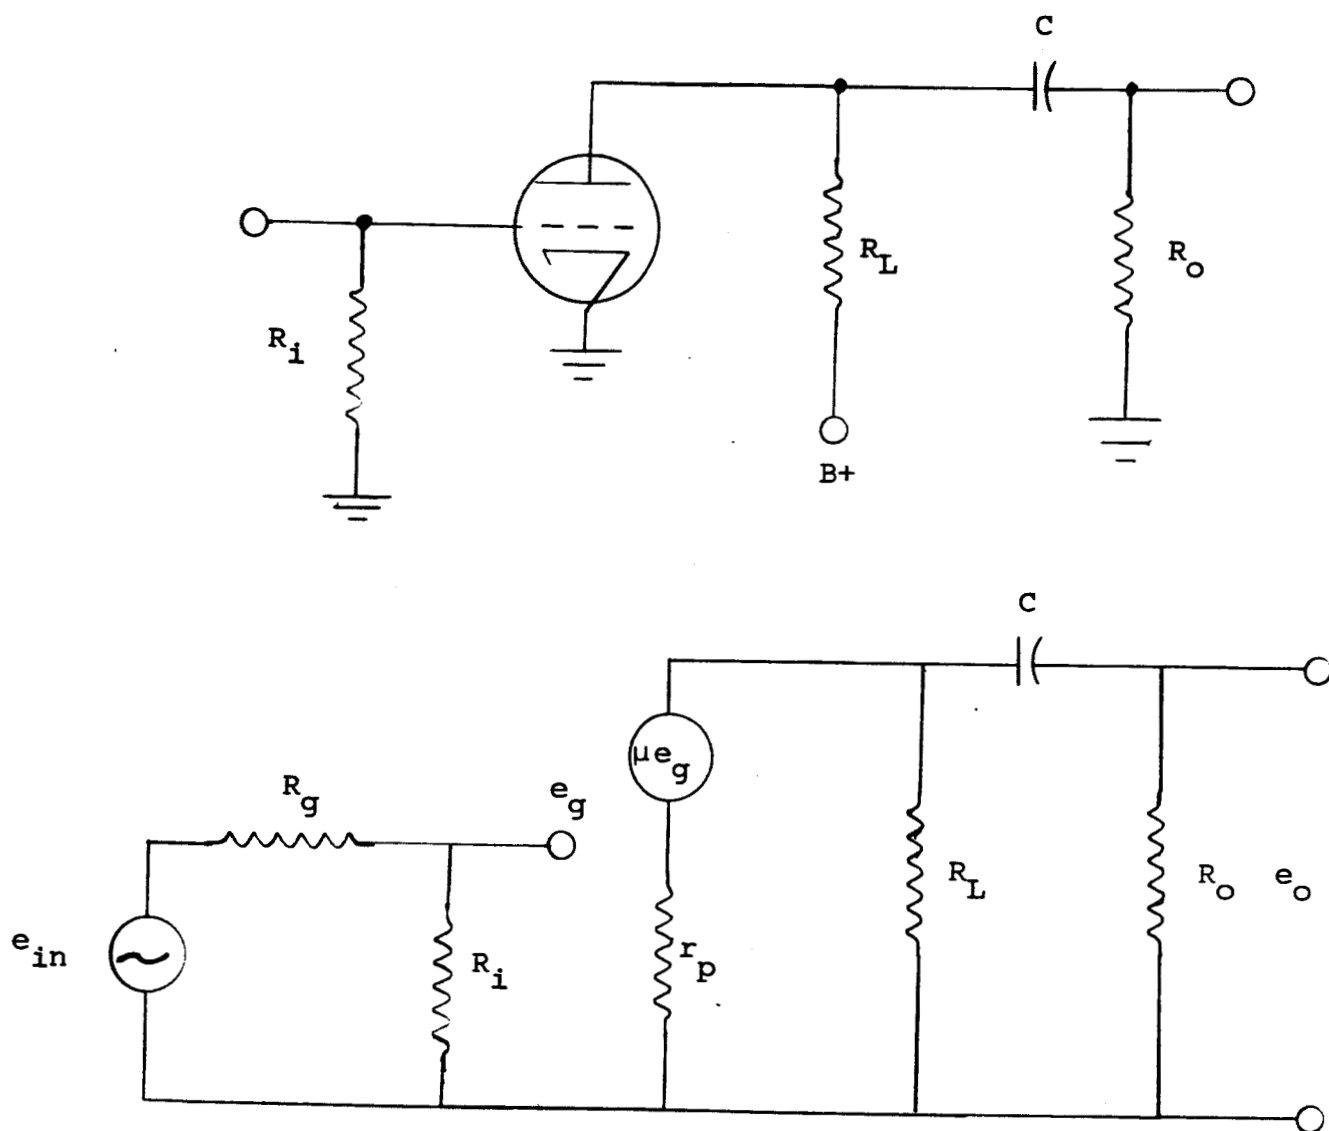 C
R_L
R_o
R_i
B+
C
μe_g
R_g
e_g
R_L
R_o e_o
e_in
R_i
r_p